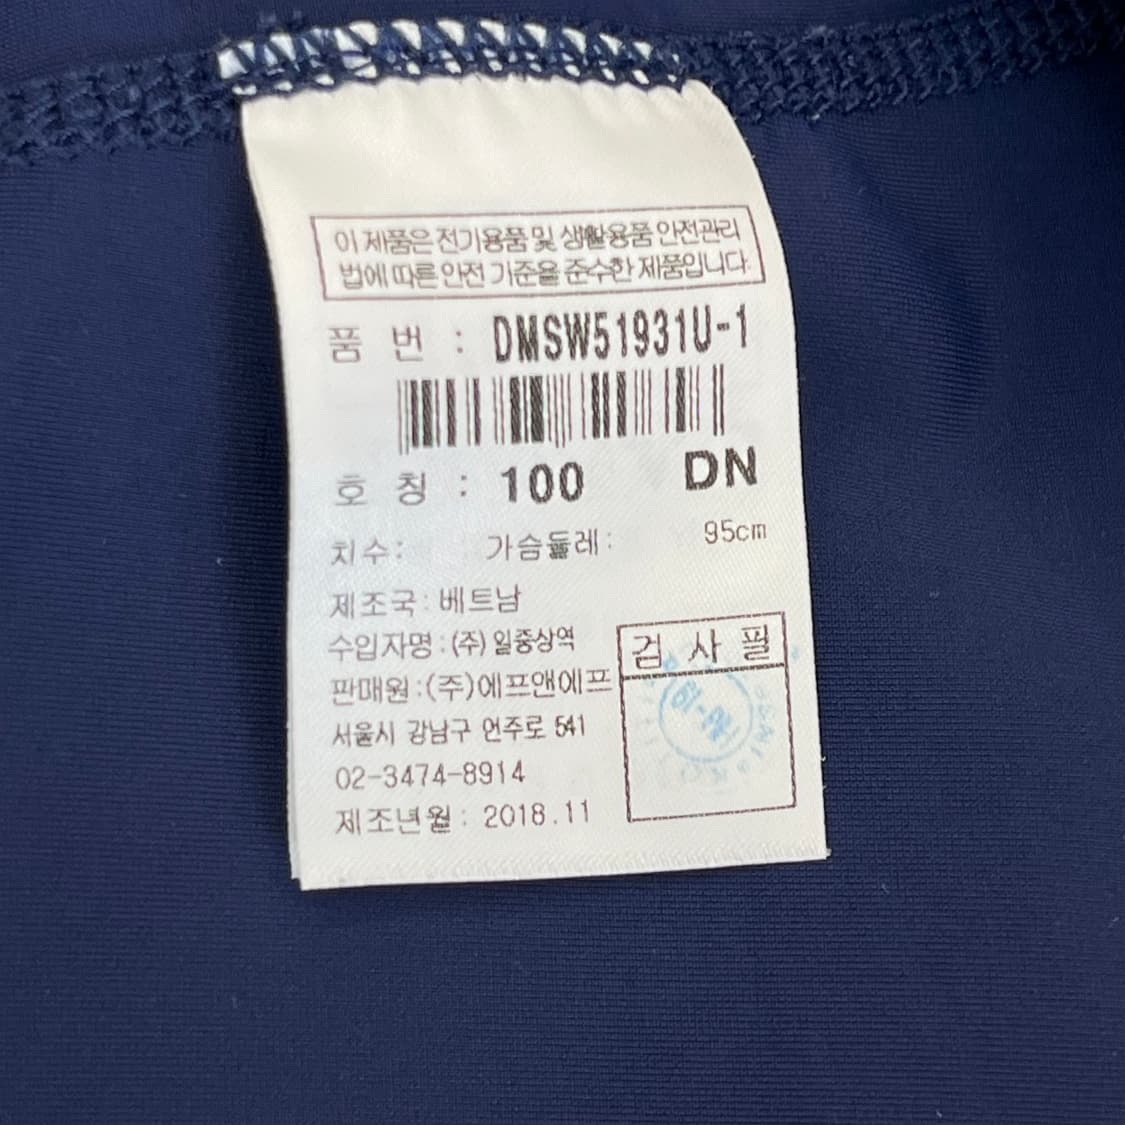 이 제품은 전기용품 및 생활용품 안전관리
법에 따른 안전 기준을 준수한 제품입니다.
품 번 : DMSW51931U-1
호 칭 : 100 DN
치수: 가슴둘레: 95cm
제조국: 베트남
수입자명: (주) 일중상역
판매원: (주)에프앤에프
서울시 강남구 언주로 541
02-3474-8914
제조년월: 2018.11
검 사 필